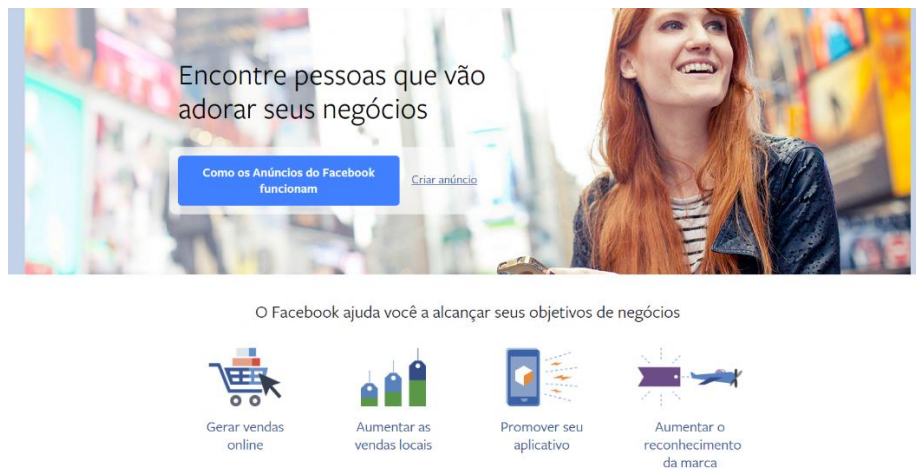 Encontre pessoas que vão
adorar seus negócios
Como os Anúncios do Facebook
funcionam
Criar anúncio
O Facebook ajuda você a alcançar seus objetivos de negócios
Gerar vendas
online
Aumentar as
vendas locais
Promover seu
aplicativo
Aumentar o
reconhecimento
da marca